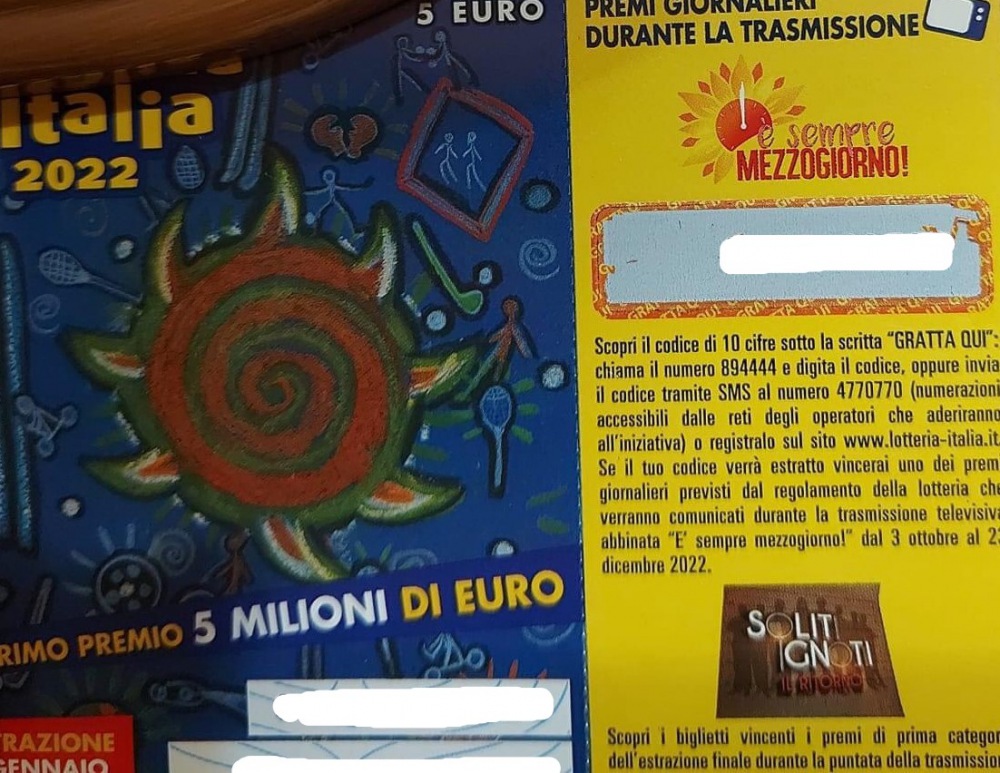 5 EURO
Italia
2022
PRIMO PREMIO 5 MILIONI DI EURO
TRAZIONE
GENNAIO
PREMI GIORNALIERI
DURANTE LA TRASMISSIONE
è sempre
MEZZOGIORNO!
Scopri il codice di 10 cifre sotto la scritta "GRATTA QUI":
chiama il numero 894444 e digita il codice, oppure invia
il codice tramite SMS al numero 4770770 (numerazioni
accessibili dalle reti degli operatori che aderiranno
all'iniziativa) o registralo sul sito www.lotteria-italia.it.
Se il tuo codice verrà estratto vincerai uno dei premi
giornalieri previsti dal regolamento della lotteria che
verranno comunicati durante la trasmissione televisiva
abbinata "E' sempre mezzogiorno!" dal 3 ottobre al 23
dicembre 2022.
SOLITI
IGNOTI
IL RITORNO
Scopri i biglietti vincenti i premi di prima categor
dell'estrazione finale durante la puntata della trasmissio